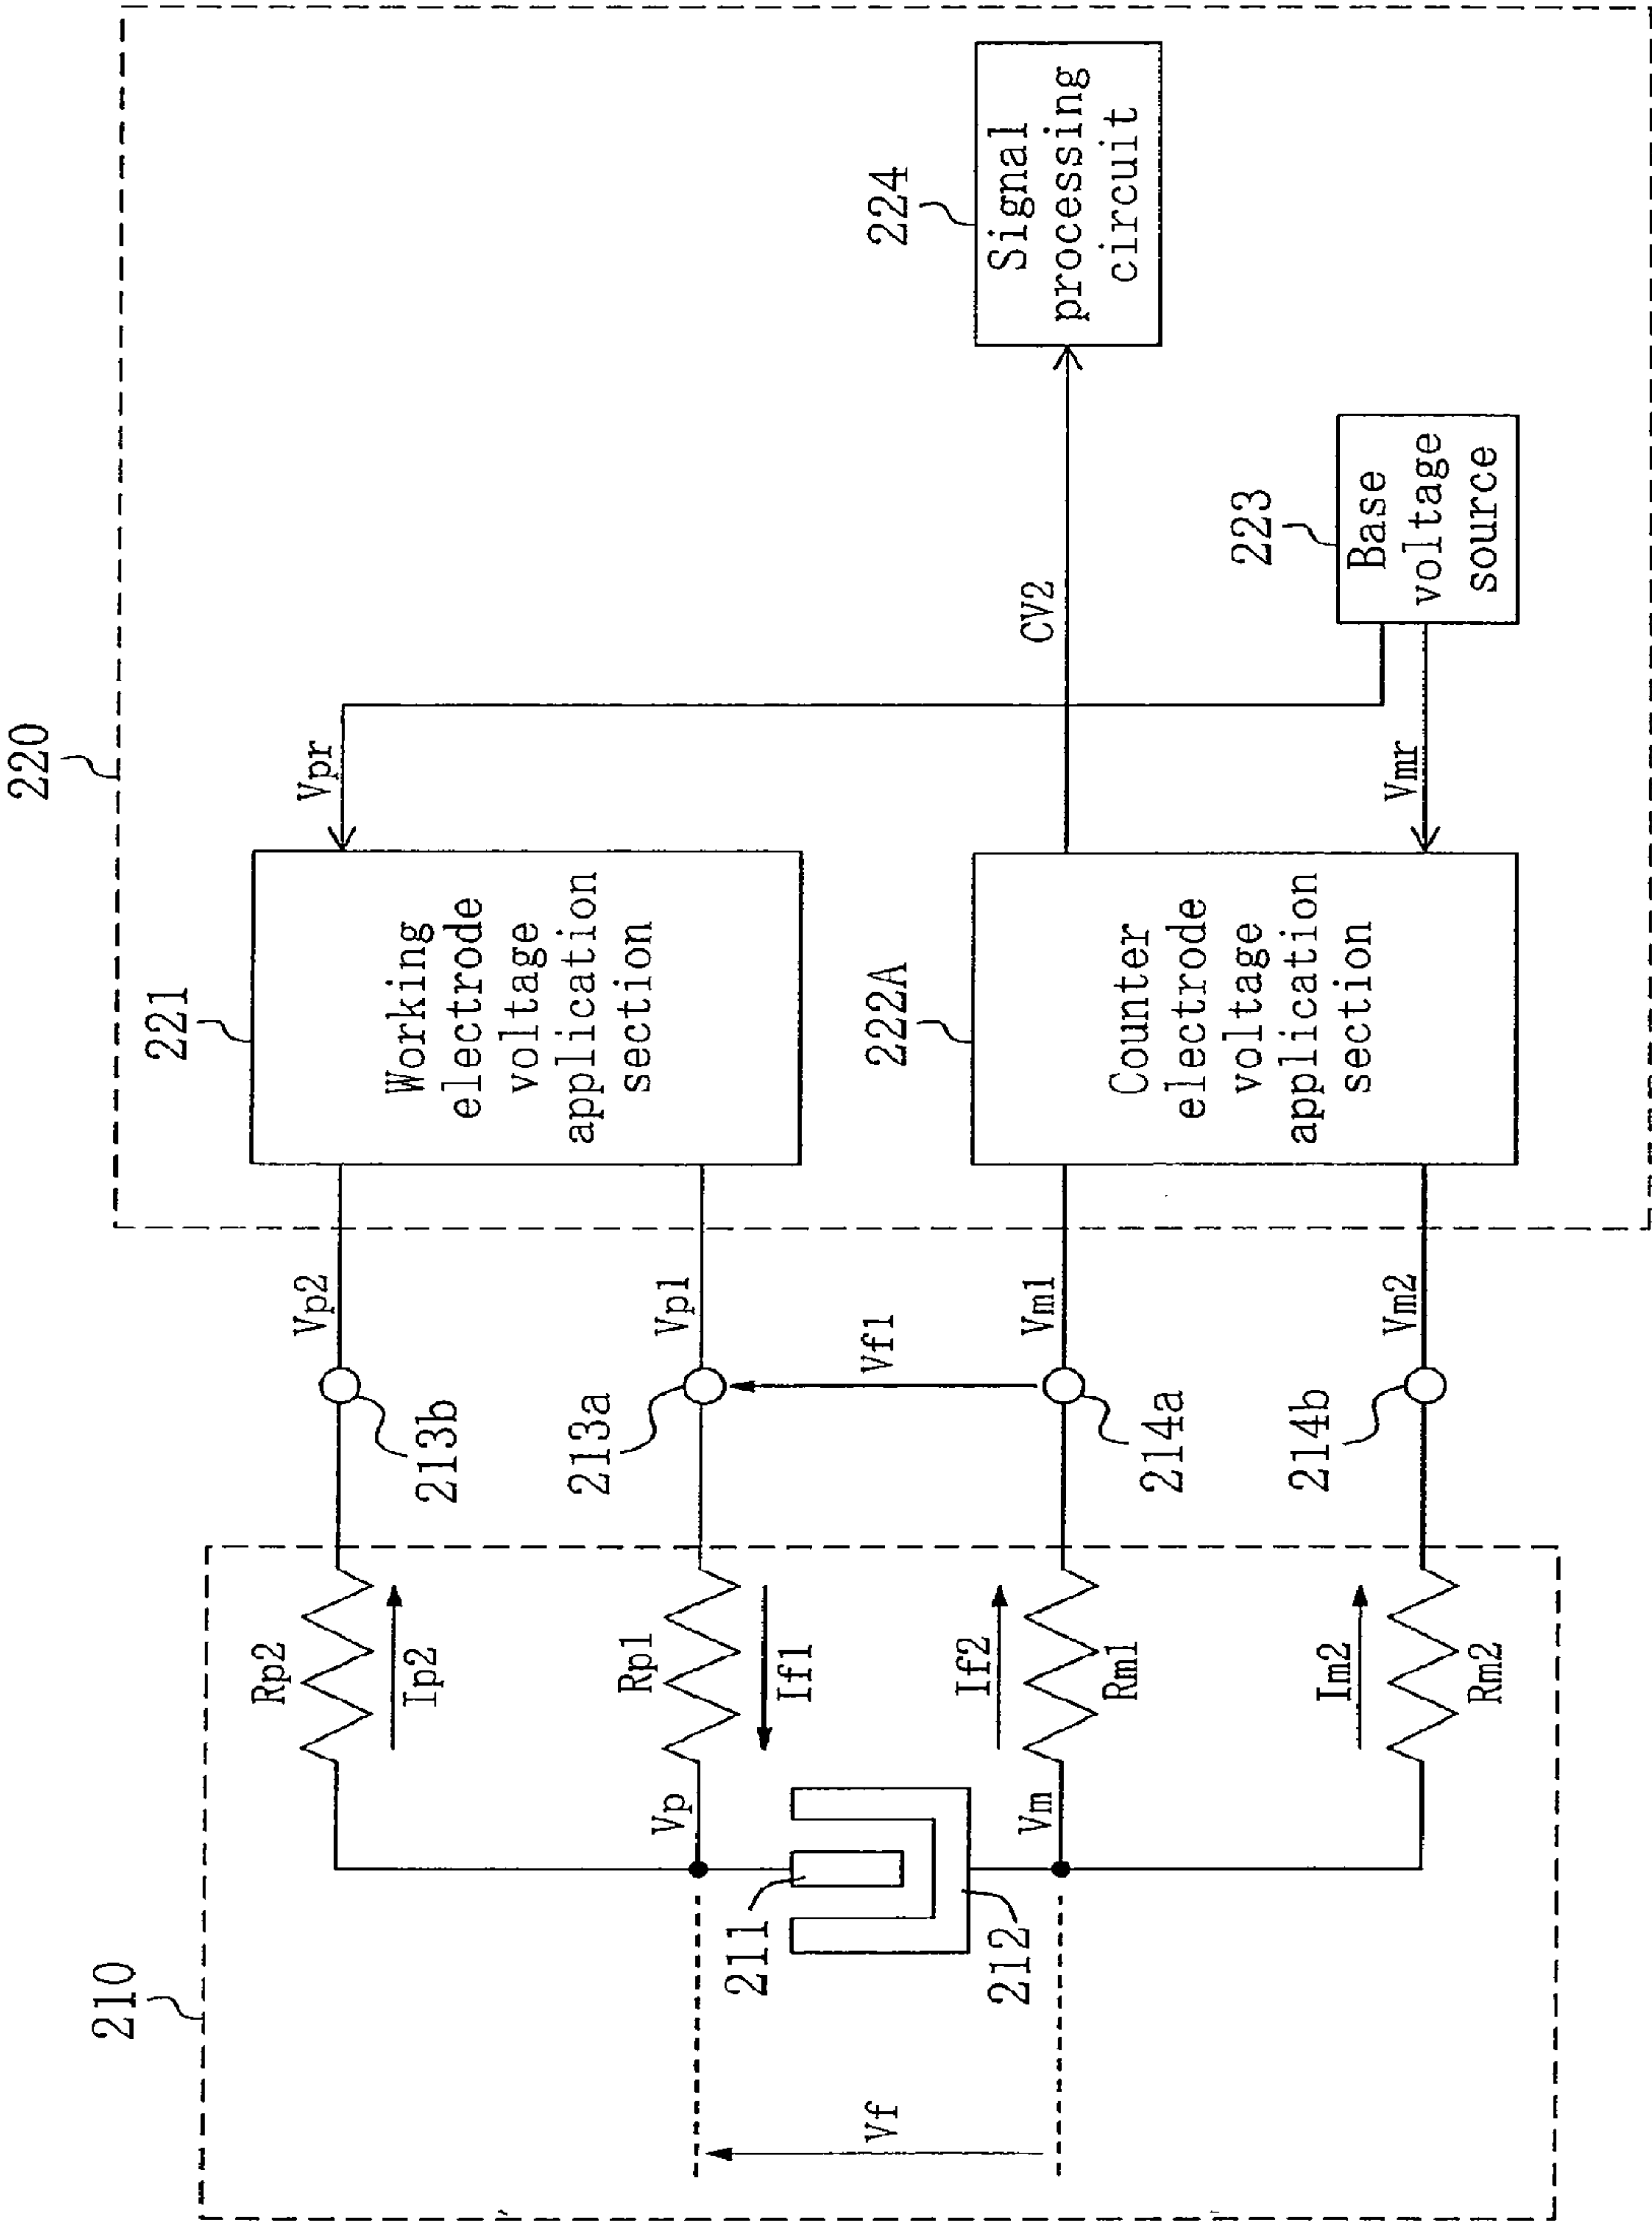 220
221
Working
electrode
voltage
application
section
Vpr
222A
Counter
electrode
voltage
application
section
Vmr
CV2
224
Signal
processing
circuit
223
Base
voltage
source
Vp2
Vp1
Vm1
Vm2
Vf1
213b
213a
214a
214b
210
Rp2
Ip2
Rp1
If1
If2
Rm1
Im2
Rm2
Vp
Vm
211
212
Vf